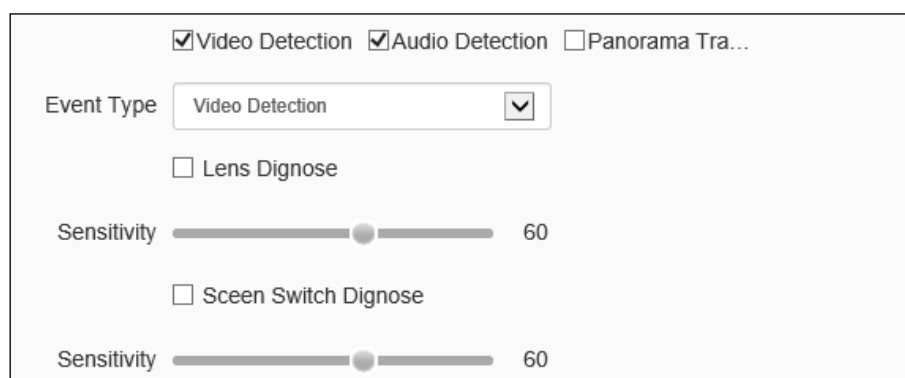 Video Detection Audio Detection Panorama Tra...
Event Type Video Detection
Lens Dignose
Sensitivity 60
Sceen Switch Dignose
Sensitivity 60